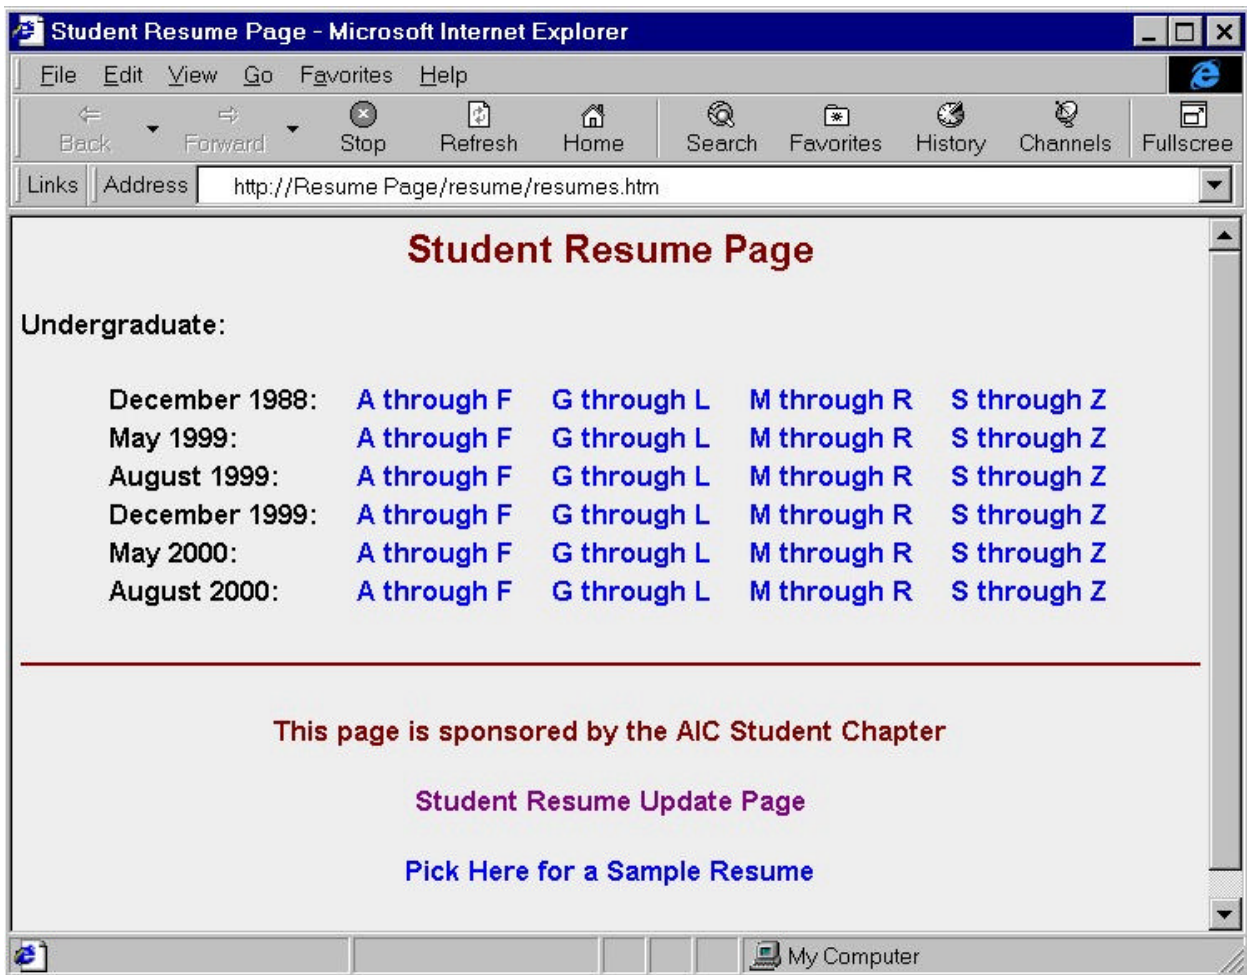 Student Resume Page - Microsoft Internet Explorer
File Edit View Go Favorites Help
Back Forward Stop Refresh Home Search Favorites History Channels Fullscree
Links Address http://Resume Page/resume/resumes.htm
Student Resume Page
Undergraduate:
December 1988: A through F G through L M through R S through Z
May 1999: A through F G through L M through R S through Z
August 1999: A through F G through L M through R S through Z
December 1999: A through F G through L M through R S through Z
May 2000: A through F G through L M through R S through Z
August 2000: A through F G through L M through R S through Z
This page is sponsored by the AIC Student Chapter
Student Resume Update Page
Pick Here for a Sample Resume
My Computer